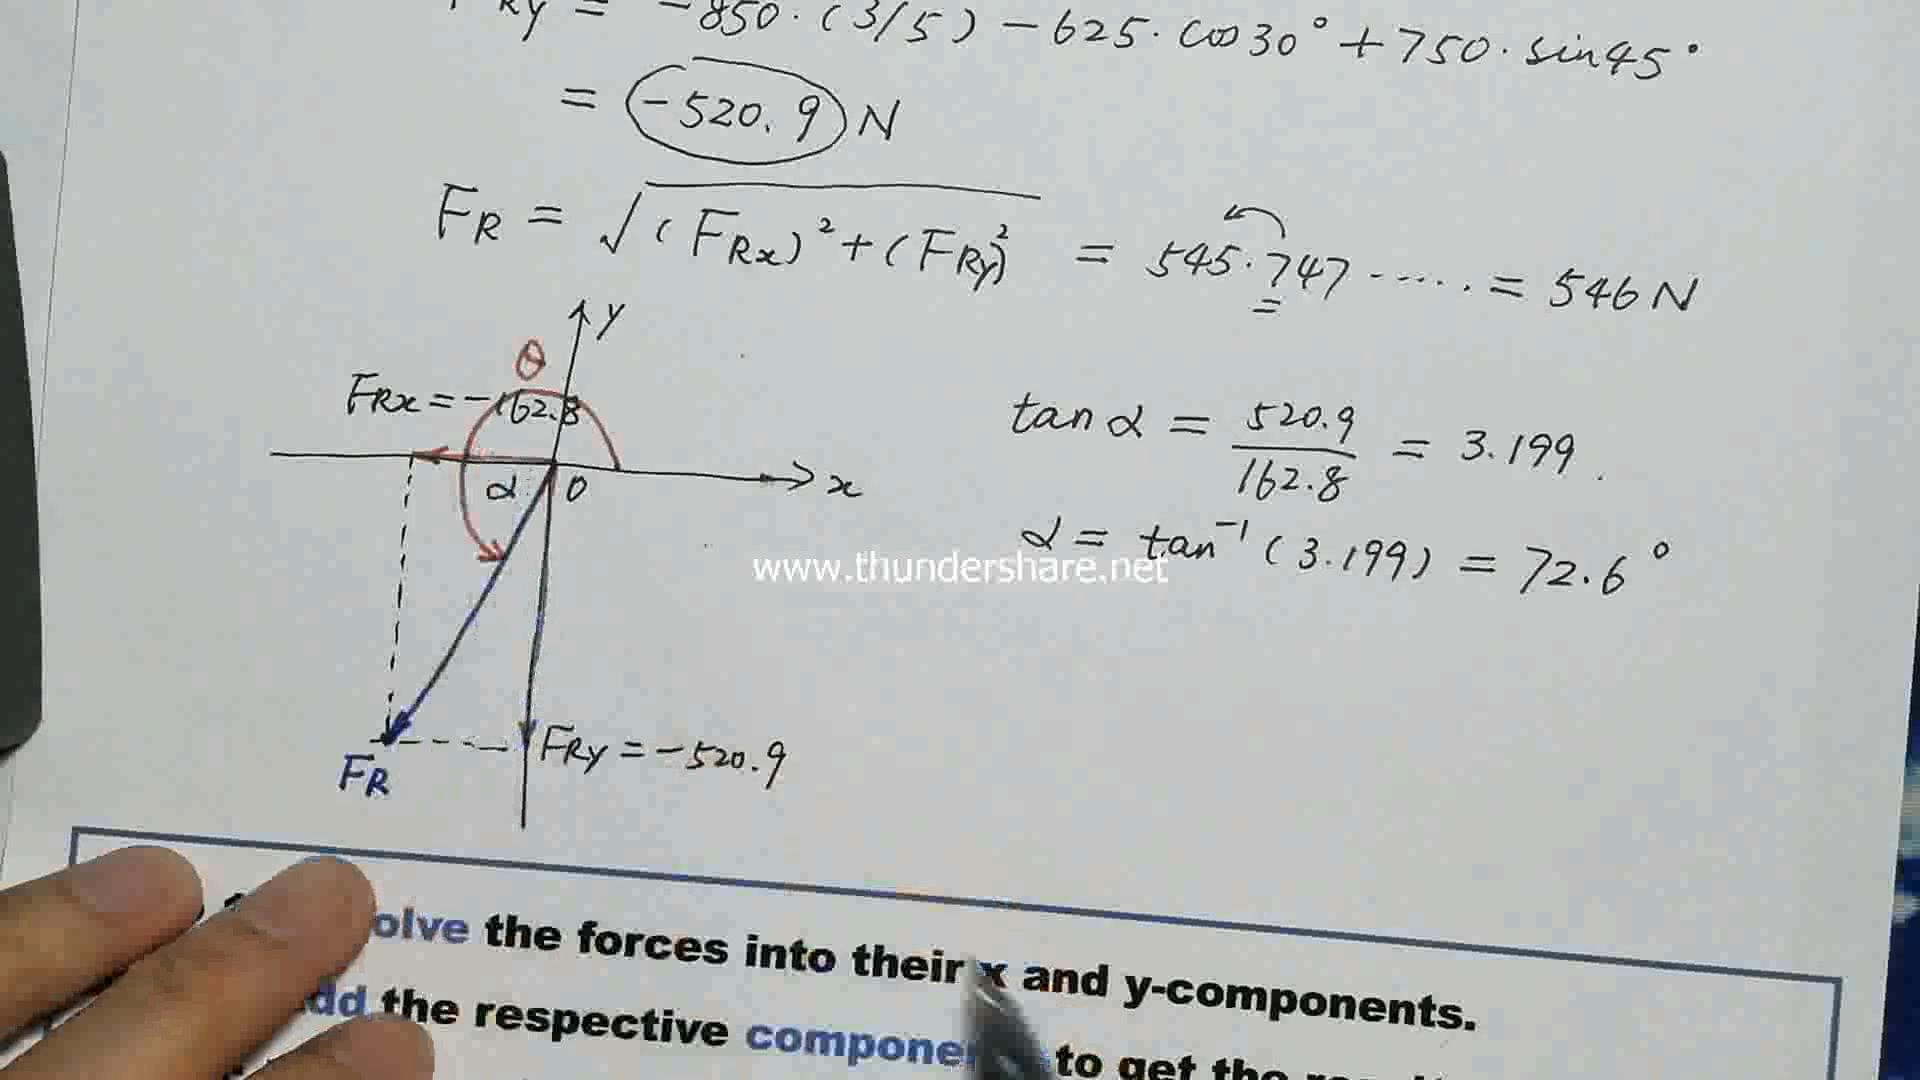 Ry = -850·(3/5) - 625·cos30° + 750·sin45°
= -520.9 N
FR = √(FRx)² + (FRy)² = 545.747 ..... = 546 N
y
θ
FRx = -162.8
α O x
tan α = 520.9 / 162.8 = 3.199
α = tan⁻¹ (3.199) = 72.6°
www.thundershare.net
FRy = -520.9
FR
olve the forces into their x and y-components.
dd the respective compone to get the